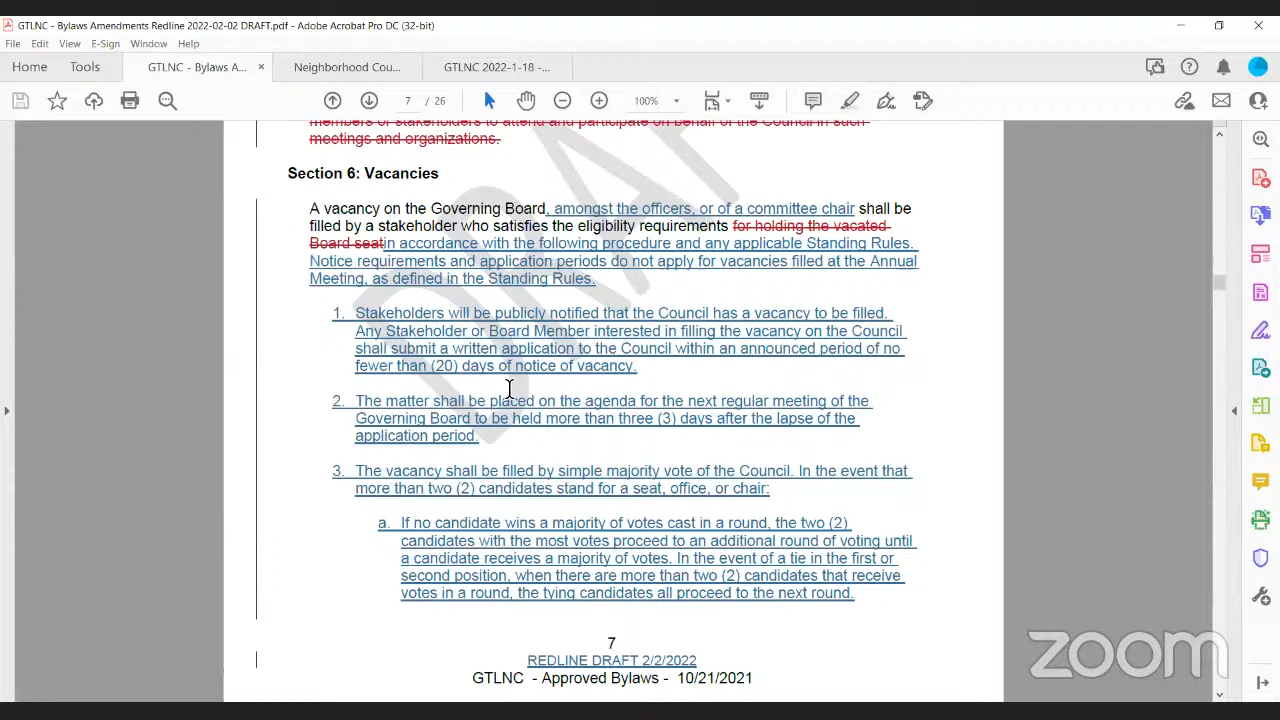 GTLNC - Bylaws Amendments Redline 2022-02-02 DRAFT.pdf - Adobe Acrobat Pro DC (32-bit)
File Edit View E-Sign Window Help
Home Tools GTLNC - Bylaws A... × Neighborhood Cou... GTLNC 2022-1-18 -...
7 / 26 100%
members or stakeholders to attend and participate on behalf of the Council in such
meetings and organizations.
Section 6: Vacancies
A vacancy on the Governing Board, amongst the officers, or of a committee chair shall be
filled by a stakeholder who satisfies the eligibility requirements for holding the vacated
Board seatin accordance with the following procedure and any applicable Standing Rules.
Notice requirements and application periods do not apply for vacancies filled at the Annual
Meeting, as defined in the Standing Rules.
1. Stakeholders will be publicly notified that the Council has a vacancy to be filled.
Any Stakeholder or Board Member interested in filling the vacancy on the Council
shall submit a written application to the Council within an announced period of no
fewer than (20) days of notice of vacancy.
2. The matter shall be placed on the agenda for the next regular meeting of the
Governing Board to be held more than three (3) days after the lapse of the
application period.
3. The vacancy shall be filled by simple majority vote of the Council. In the event that
more than two (2) candidates stand for a seat, office, or chair:
a. If no candidate wins a majority of votes cast in a round, the two (2)
candidates with the most votes proceed to an additional round of voting until
a candidate receives a majority of votes. In the event of a tie in the first or
second position, when there are more than two (2) candidates that receive
votes in a round, the tying candidates all proceed to the next round.
7
REDLINE DRAFT 2/2/2022
GTLNC - Approved Bylaws - 10/21/2021
DRAF
zoom